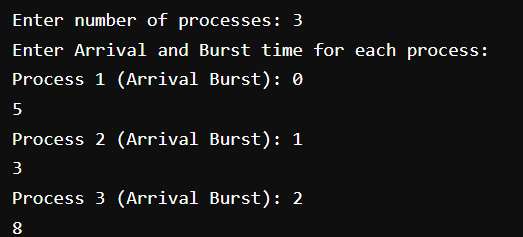 Enter number of processes: 3
Enter Arrival and Burst time for each process:
Process 1 (Arrival Burst): 0
5
Process 2 (Arrival Burst): 1
3
Process 3 (Arrival Burst): 2
8